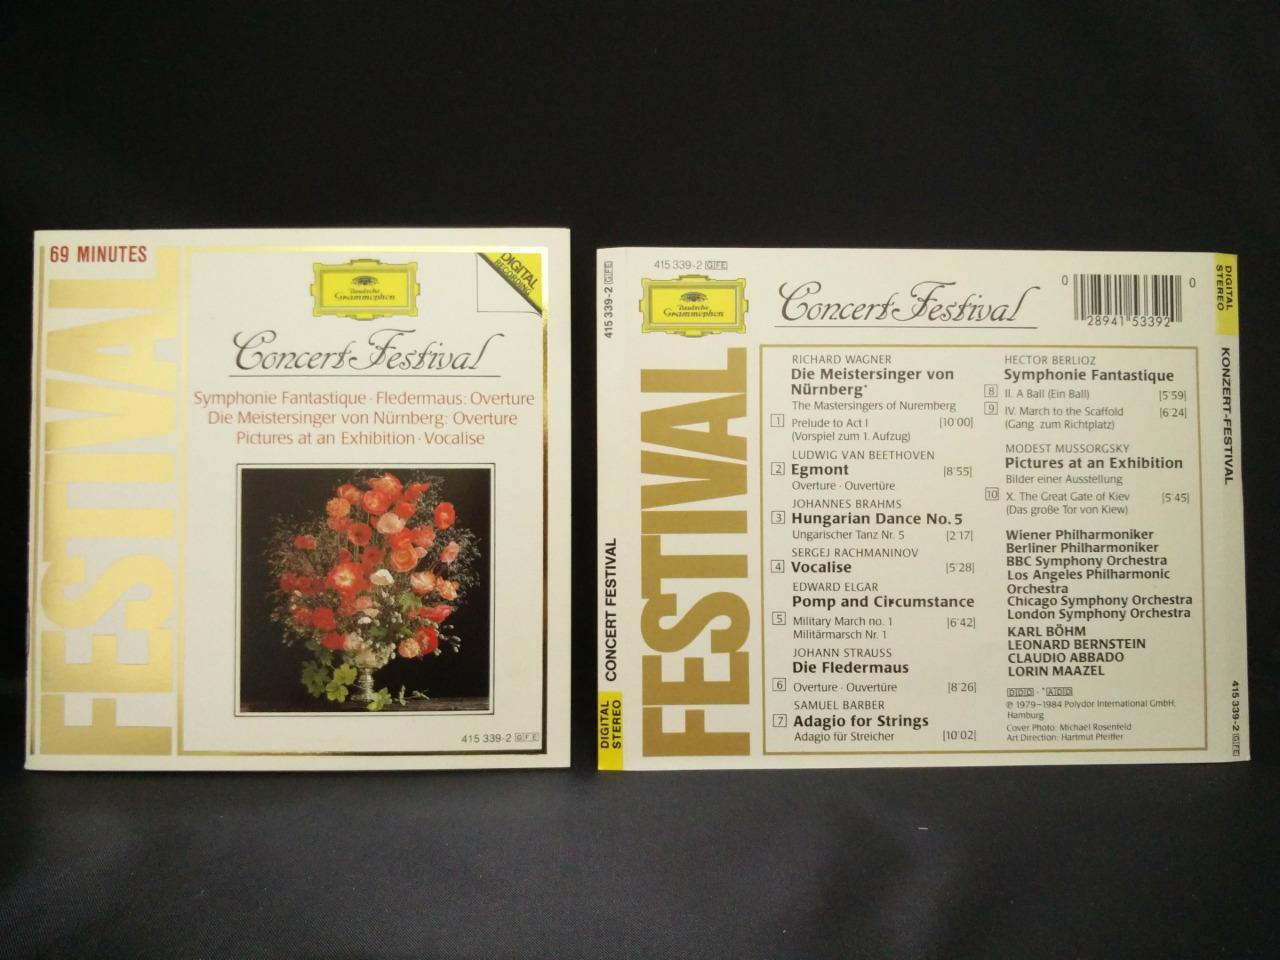 69 MINUTES
FESTIVAL
Deutsche
Grammophon
DIGITAL
RECORDING
Concert Festival
Symphonie Fantastique · Fledermaus: Overture
Die Meistersinger von Nürnberg: Overture
Pictures at an Exhibition · Vocalise
415 339-2 GFE
415 339-2 GFE
CONCERT FESTIVAL
DIGITAL
STEREO
415 339-2 GFE
Deutsche
Grammophon
FESTIVAL
Concert Festival
0 28941 53392 0
RICHARD WAGNER
Die Meistersinger von
Nürnberg*
The Mastersingers of Nuremberg
1 Prelude to Act I [10'00]
(Vorspiel zum 1. Aufzug)
LUDWIG VAN BEETHOVEN
2 Egmont [8'55]
Overture · Ouvertüre
JOHANNES BRAHMS
3 Hungarian Dance No. 5
Ungarischer Tanz Nr. 5 [2'17]
SERGEJ RACHMANINOV
4 Vocalise [5'28]
EDWARD ELGAR
Pomp and Circumstance
5 Military March no. 1 [6'42]
Militärmarsch Nr. 1
JOHANN STRAUSS
Die Fledermaus
6 Overture · Ouvertüre [8'26]
SAMUEL BARBER
7 Adagio for Strings
Adagio für Streicher [10'02]
HECTOR BERLIOZ
Symphonie Fantastique
8 II. A Ball (Ein Ball) [5'59]
9 IV. March to the Scaffold [6'24]
(Gang zum Richtplatz)
MODEST MUSSORGSKY
Pictures at an Exhibition
Bilder einer Ausstellung
10 X. The Great Gate of Kiev [5'45]
(Das große Tor von Kiew)
Wiener Philharmoniker
Berliner Philharmoniker
BBC Symphony Orchestra
Los Angeles Philharmonic
Orchestra
Chicago Symphony Orchestra
London Symphony Orchestra
KARL BÖHM
LEONARD BERNSTEIN
CLAUDIO ABBADO
LORIN MAAZEL
DDD · *ADD
℗ 1979–1984 Polydor International GmbH,
Hamburg
Cover Photo: Michael Rosenfeld
Art Direction: Hartmut Pfeiffer
DIGITAL
STEREO
KONZERT-FESTIVAL
415 339-2 GFE